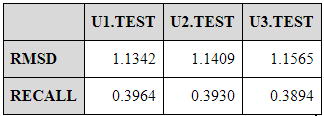 U1.TEST U2.TEST U3.TEST
RMSD 1.1342 1.1409 1.1565
RECALL 0.3964 0.3930 0.3894